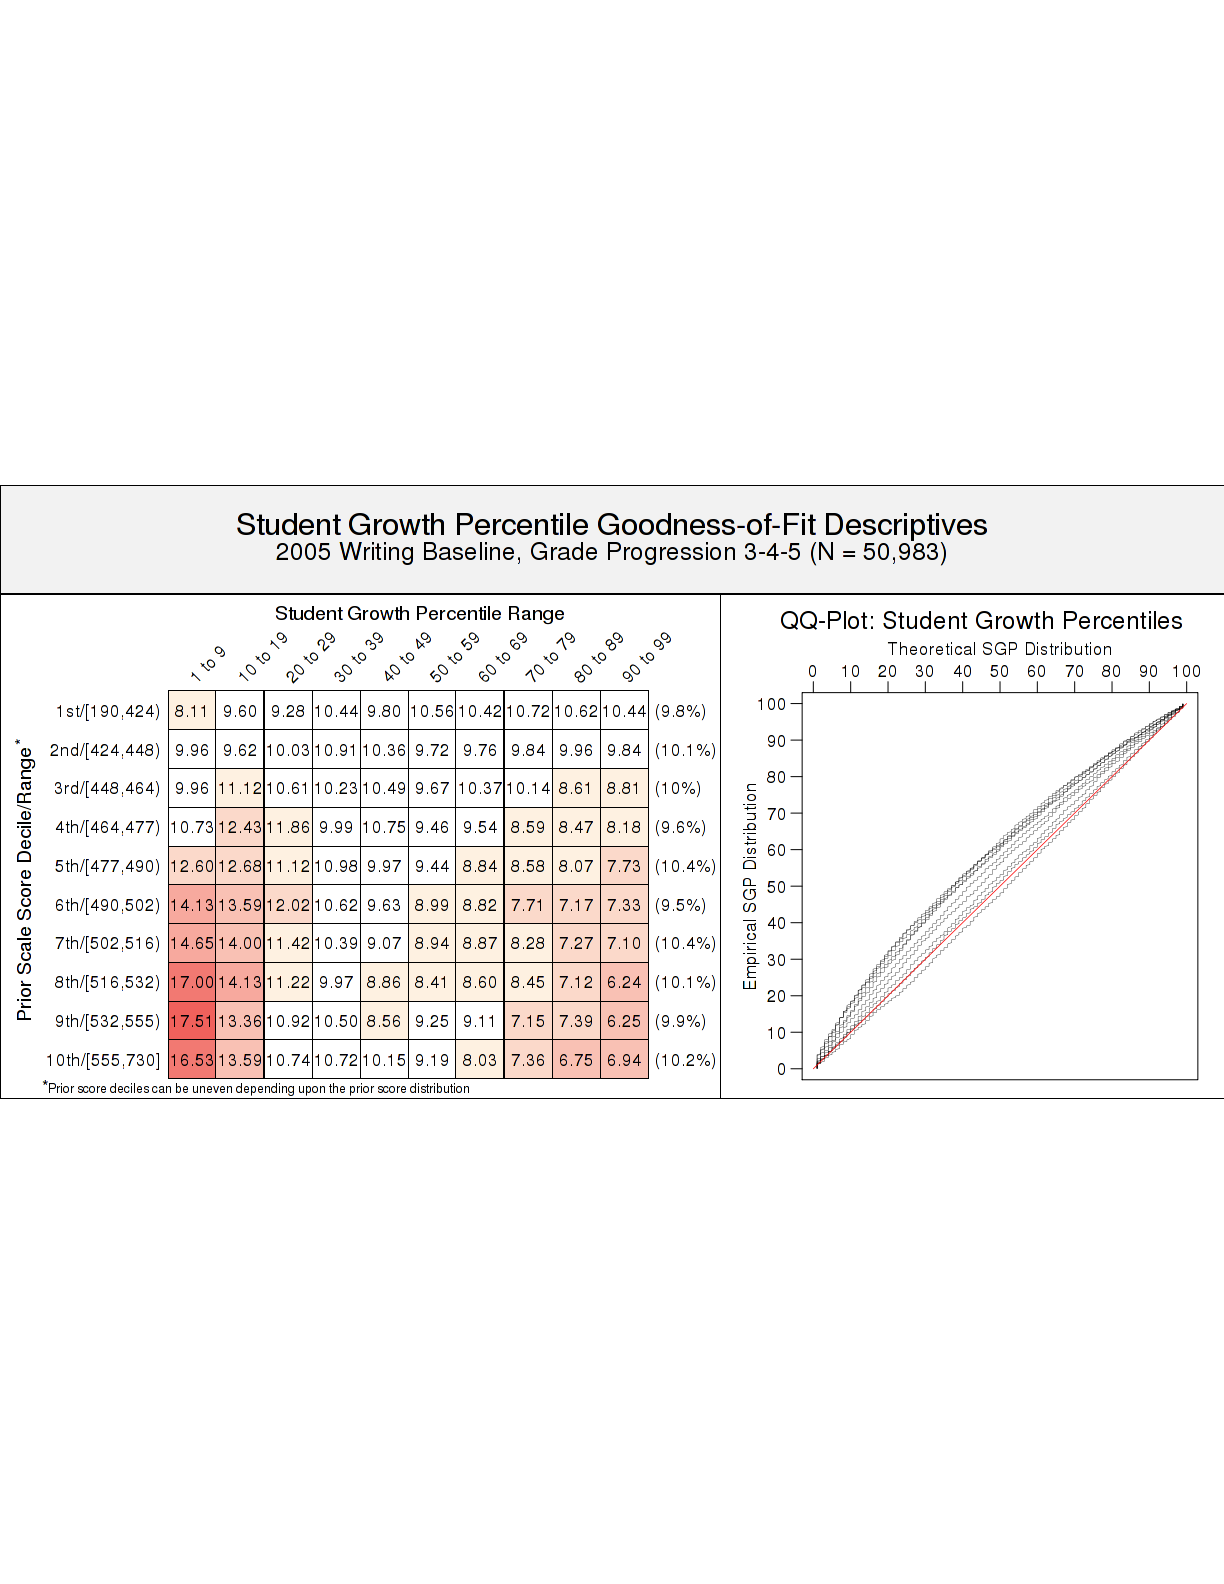 Student Growth Percentile Goodness-of-Fit Descriptives
2005 Writing Baseline, Grade Progression 3-4-5 (N = 50,983)
Student Growth Percentile Range
1 to 9 10 to 19 20 to 29 30 to 39 40 to 49 50 to 59 60 to 69 70 to 79 80 to 89 90 to 99
Prior Scale Score Decile/Range*
1st/[190,424) 8.11 9.60 9.28 10.44 9.80 10.56 10.42 10.72 10.62 10.44 (9.8%)
2nd/[424,448) 9.96 9.62 10.03 10.91 10.36 9.72 9.76 9.84 9.96 9.84 (10.1%)
3rd/[448,464) 9.96 11.12 10.61 10.23 10.49 9.67 10.37 10.14 8.61 8.81 (10%)
4th/[464,477) 10.73 12.43 11.86 9.99 10.75 9.46 9.54 8.59 8.47 8.18 (9.6%)
5th/[477,490) 12.60 12.68 11.12 10.98 9.97 9.44 8.84 8.58 8.07 7.73 (10.4%)
6th/[490,502) 14.13 13.59 12.02 10.62 9.63 8.99 8.82 7.71 7.17 7.33 (9.5%)
7th/[502,516) 14.65 14.00 11.42 10.39 9.07 8.94 8.87 8.28 7.27 7.10 (10.4%)
8th/[516,532) 17.00 14.13 11.22 9.97 8.86 8.41 8.60 8.45 7.12 6.24 (10.1%)
9th/[532,555) 17.51 13.36 10.92 10.50 8.56 9.25 9.11 7.15 7.39 6.25 (9.9%)
10th/[555,730] 16.53 13.59 10.74 10.72 10.15 9.19 8.03 7.36 6.75 6.94 (10.2%)
*Prior score deciles can be uneven depending upon the prior score distribution
QQ-Plot: Student Growth Percentiles
Theoretical SGP Distribution
0 10 20 30 40 50 60 70 80 90 100
Empirical SGP Distribution
100
90
80
70
60
50
40
30
20
10
0